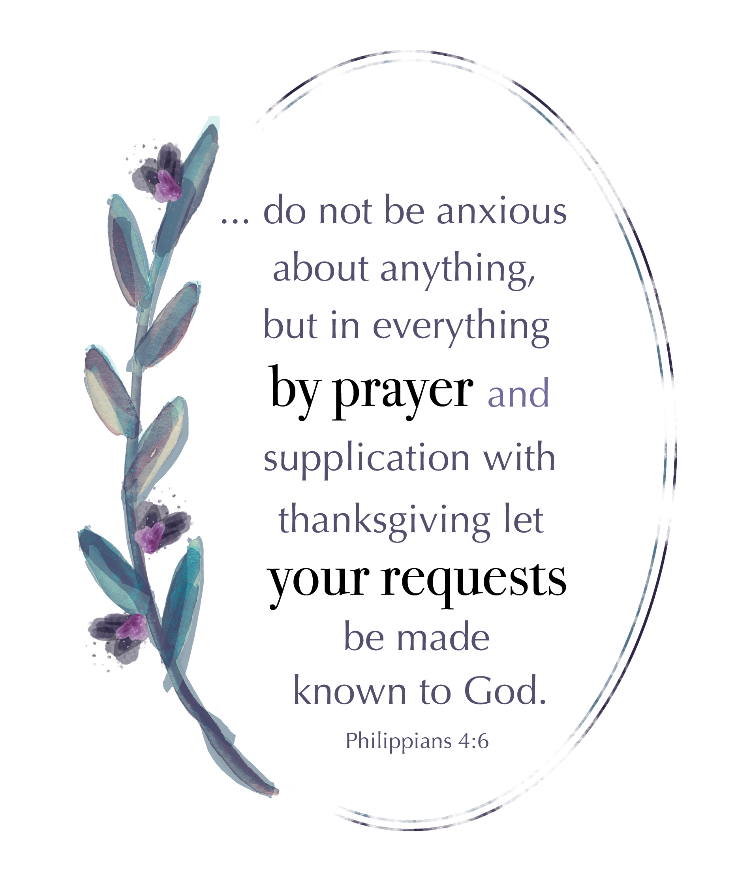 ... do not be anxious
about anything,
but in everything
by prayer and
supplication with
thanksgiving let
your requests
be made
known to God.
Philippians 4:6